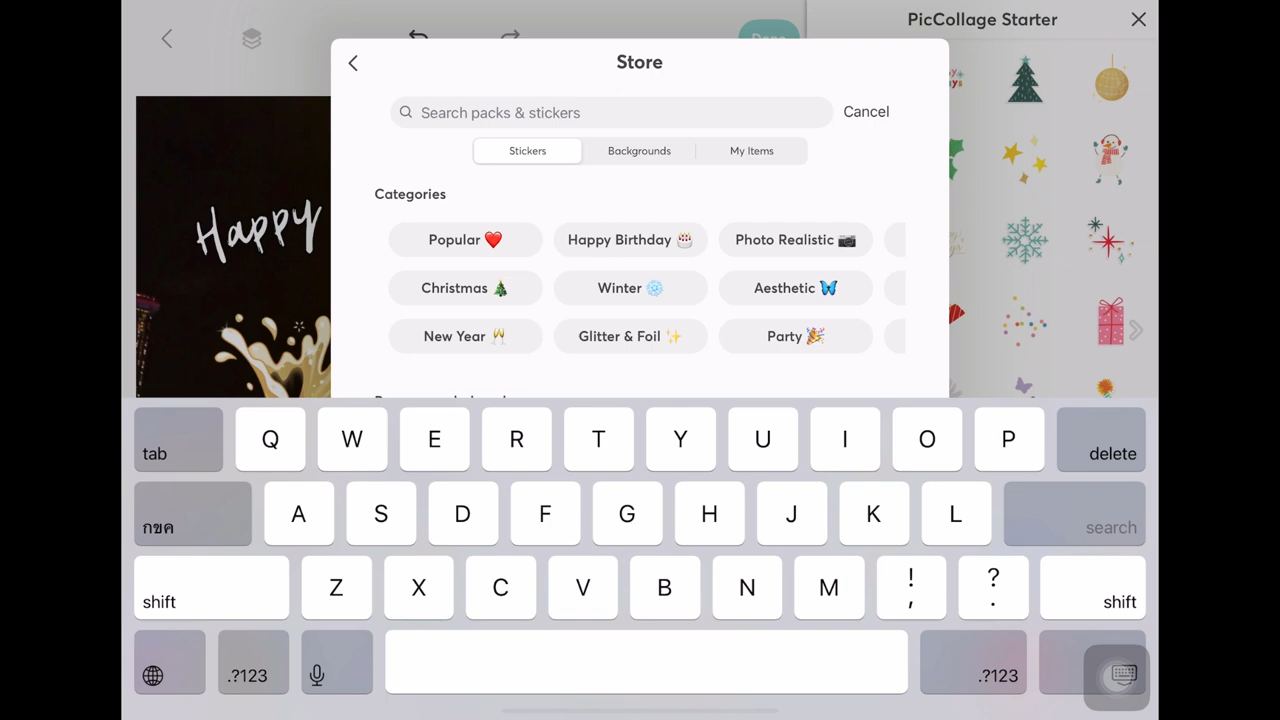 PicCollage Starter
Done
Store
Search packs & stickers
Cancel
Stickers
Backgrounds
My Items
Categories
Popular ❤️
Happy Birthday 🎂
Photo Realistic 📷
Christmas 🎄
Winter ❄️
Aesthetic 🦋
New Year 🥂
Glitter & Foil ✨
Party 🎉
Happy
tab
Q W E R T Y U I O P
delete
กขค
A S D F G H J K L
search
shift
Z X C V B N M ! , ? .
shift
.?123
.?123